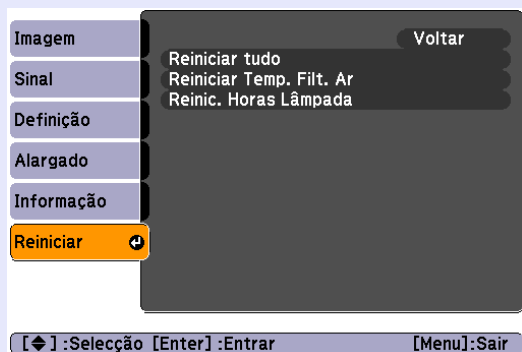 Imagem
Sinal
Definição
Alargado
Informação
Reiniciar
Voltar
Reiniciar tudo
Reiniciar Temp. Filt. Ar
Reinic. Horas Lâmpada
[◆] :Selecção [Enter] :Entrar [Menu]:Sair